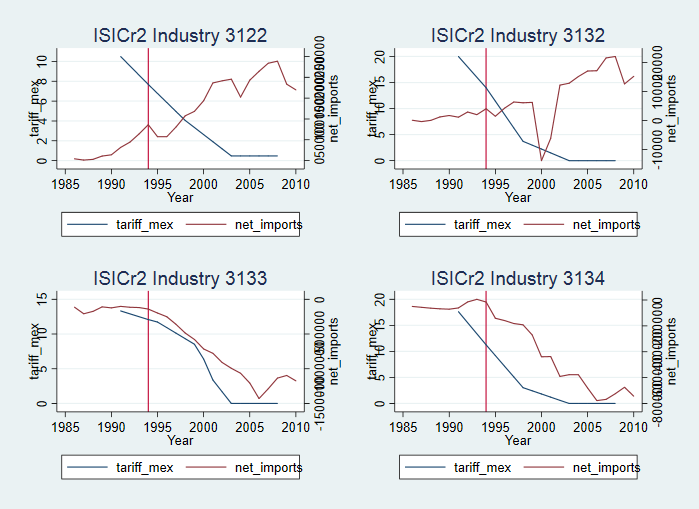 ISICr2 Industry 3122
tariff_mex
0 2 4 6 8 10
net_imports
1985 1990 1995 2000 2005 2010
Year
tariff_mex net_imports
ISICr2 Industry 3132
tariff_mex
0 5 10 15 20
net_imports
1985 1990 1995 2000 2005 2010
Year
tariff_mex net_imports
ISICr2 Industry 3133
tariff_mex
0 5 10 15
net_imports
1985 1990 1995 2000 2005 2010
Year
tariff_mex net_imports
ISICr2 Industry 3134
tariff_mex
0 5 10 15 20
net_imports
1985 1990 1995 2000 2005 2010
Year
tariff_mex net_imports